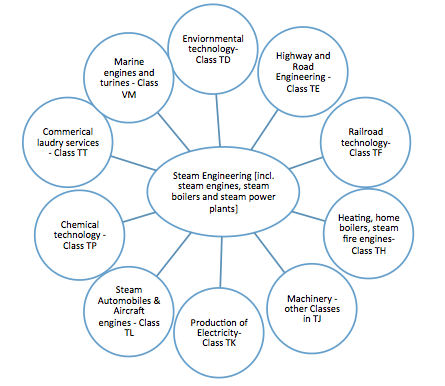 Enviornmental
technology-
Class TD
Highway and
Road
Engineering -
Class TE
Railroad
technology-
Class TF
Heating, home
boilers, steam
fire engines-
Class TH
Machinery -
other Classes
in TJ
Production of
Electricity-
Class TK
Steam
Automobiles &
Aircraft
engines - Class
TL
Chemical
technology -
Class TP
Commerical
laudry services
- Class TT
Marine
engines and
turines - Class
VM
Steam Engineering [incl.
steam engines, steam
boilers and steam power
plants]